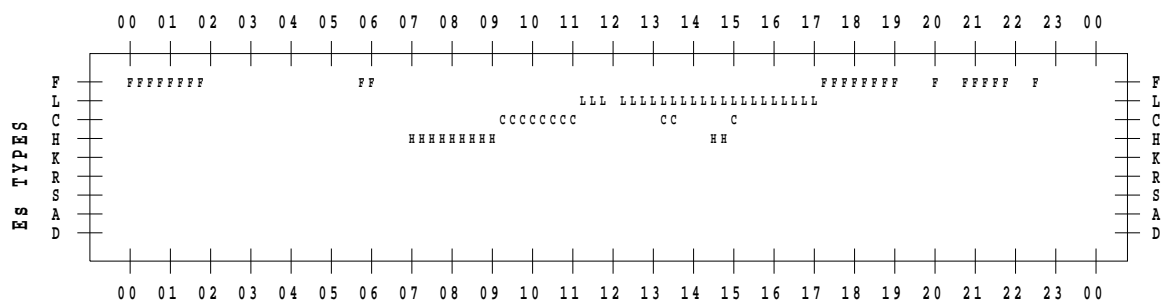 00 01 02 03 04 05 06 07 08 09 10 11 12 13 14 15 16 17 18 19 20 21 22 23 00
F FFFFFFFF FF FFFFFFFF F FFFFF F F
L LLL LLLLLLLLLLLLLLLLLLLL L
C CCCCCCCC CC C C
H HHHHHHHHH HH H
K K
R R
S S
A A
D D
Es TYPES
00 01 02 03 04 05 06 07 08 09 10 11 12 13 14 15 16 17 18 19 20 21 22 23 00